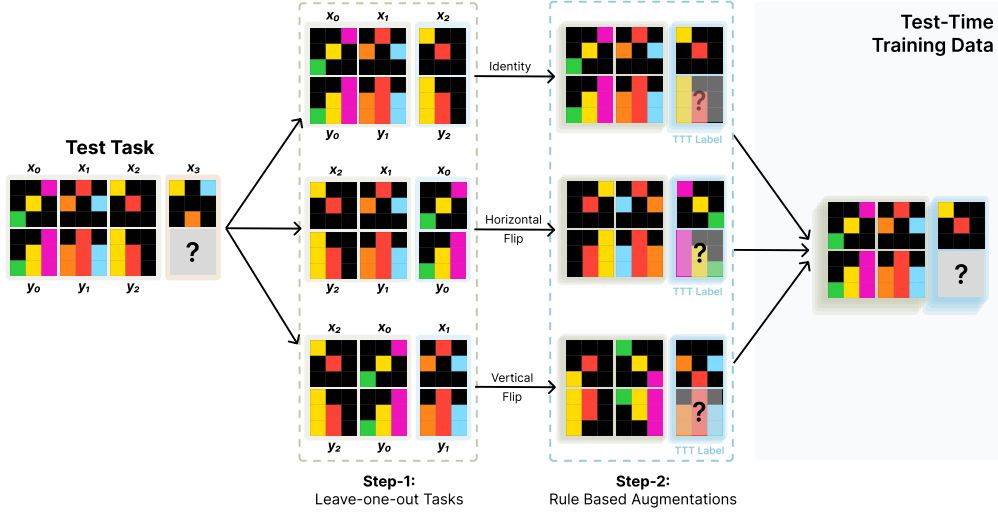 Test-Time
Training Data
x₀ x₁ x₂
Identity
?
y₀ y₁ y₂
TTT Label
Test Task
x₀ x₁ x₂ x₃
?
y₀ y₁ y₂
x₂ x₁ x₀
Horizontal
Flip
?
y₂ y₁ y₀
TTT Label
?
x₂ x₀ x₁
Vertical
Flip
?
y₂ y₀ y₁
TTT Label
Step-1:
Leave-one-out Tasks
Step-2:
Rule Based Augmentations